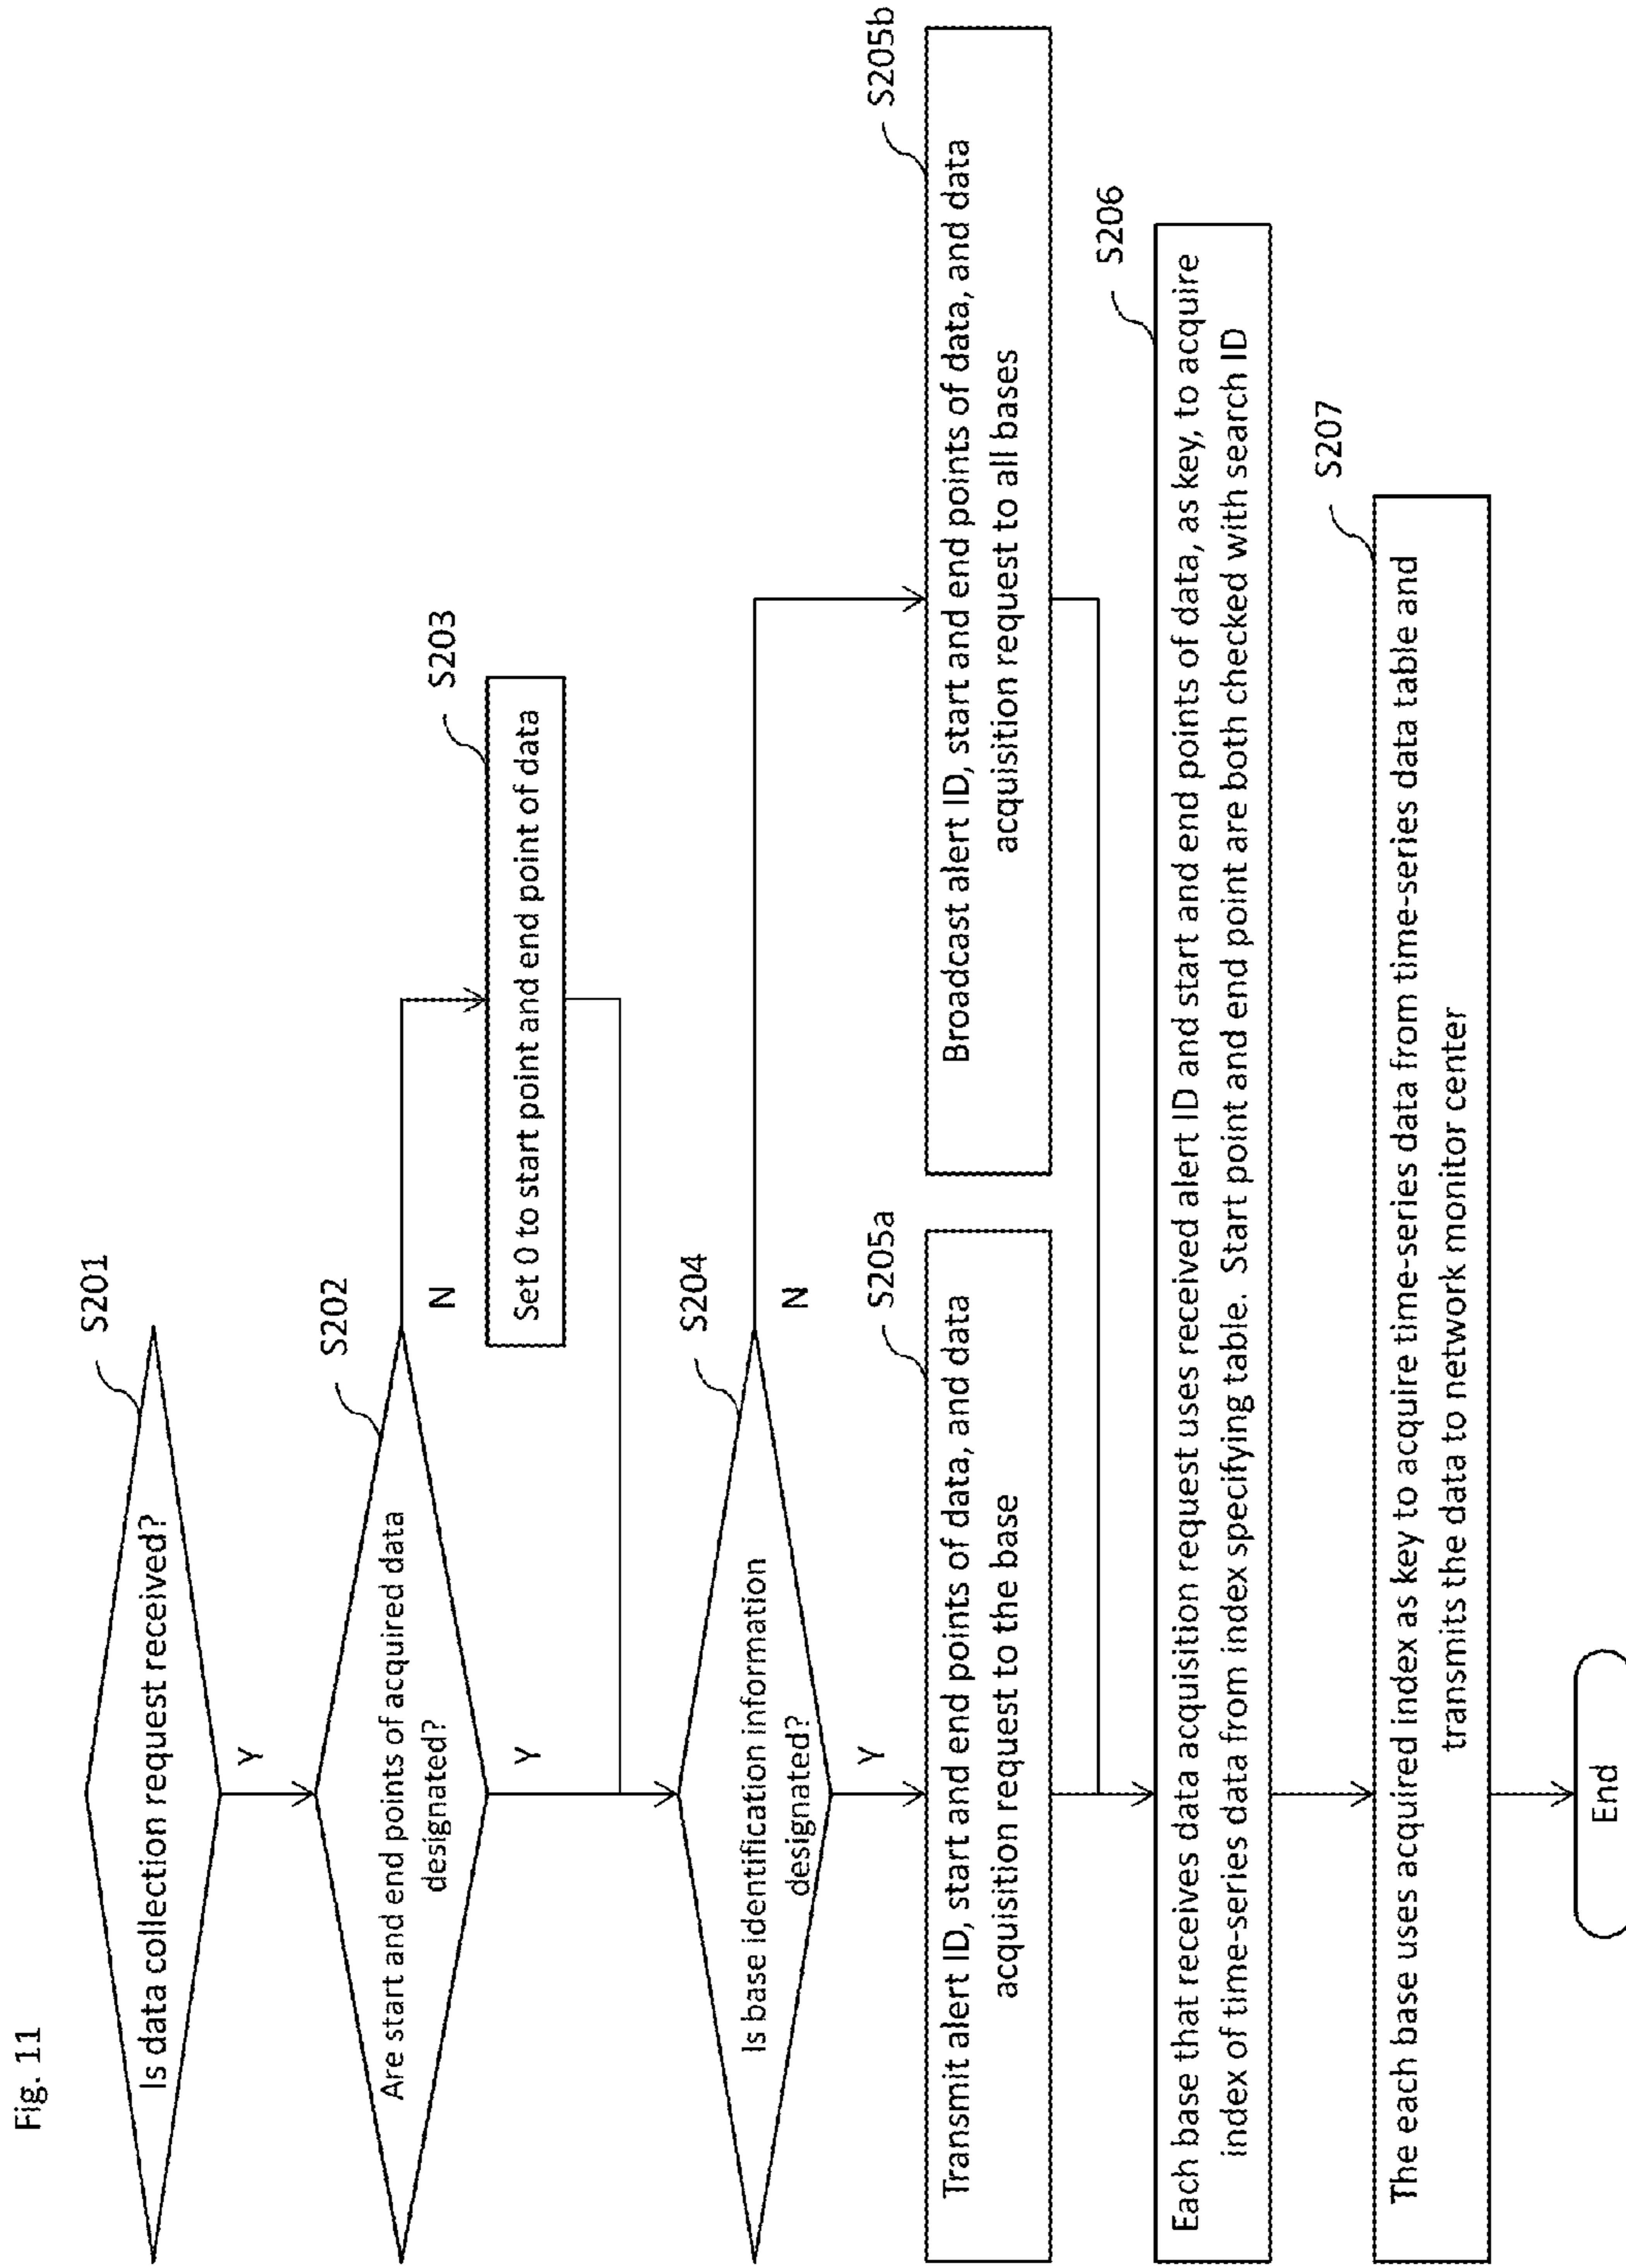 Fig. 11
S201
Is data collection request received?
Y
S202
Are start and end points of acquired data
designated?
N
Y
S203
Set 0 to start point and end point of data
S204
Is base identification information
designated?
N
Y
S205a
Transmit alert ID, start and end points of data, and data
acquisition request to the base
S205b
Broadcast alert ID, start and end points of data, and data
acquisition request to all bases
S206
Each base that receives data acquisition request uses received alert ID and start and end points of data, as key, to acquire
index of time-series data from index specifying table. Start point and end point are both checked with search ID
S207
The each base uses acquired index as key to acquire time-series data from time-series data table and
transmits the data to network monitor center
End